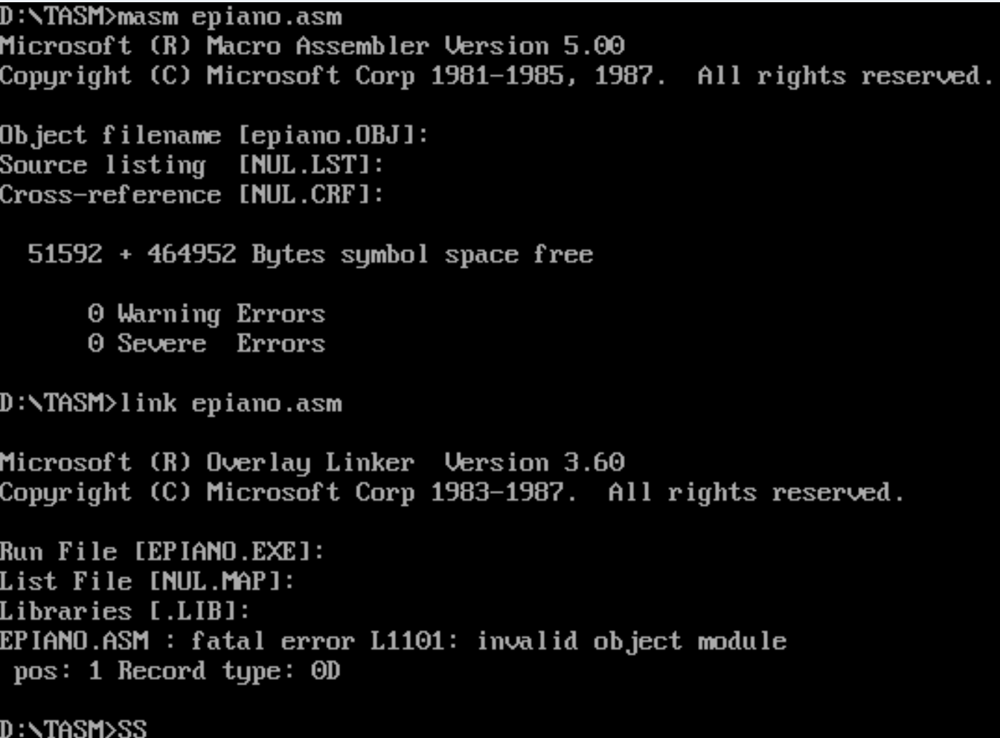 D:\TASM>masm epiano.asm
Microsoft (R) Macro Assembler Version 5.00
Copyright (C) Microsoft Corp 1981-1985, 1987.  All rights reserved.
Object filename [epiano.OBJ]:
Source listing  [NUL.LST]:
Cross-reference [NUL.CRF]:
51592 + 464952 Bytes symbol space free
0 Warning Errors
0 Severe  Errors
D:\TASM>link epiano.asm
Microsoft (R) Overlay Linker  Version 3.60
Copyright (C) Microsoft Corp 1983-1987.  All rights reserved.
Run File [EPIANO.EXE]:
List File [NUL.MAP]:
Libraries [.LIB]:
EPIANO.ASM : fatal error L1101: invalid object module
pos: 1 Record type: 0D
D:\TASM>SS